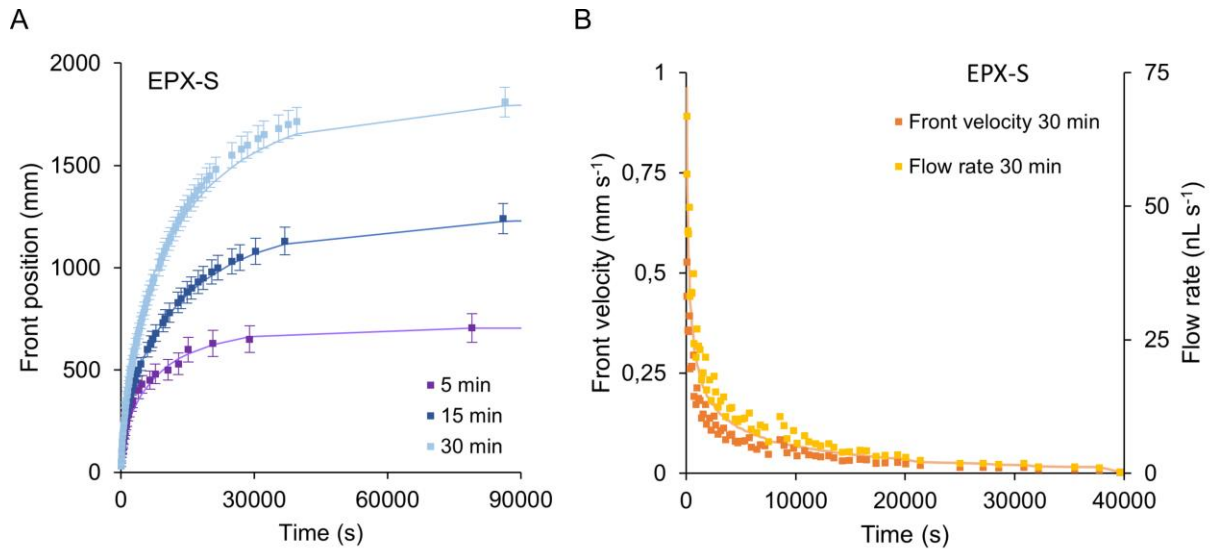 A
EPX-S
Front position (mm)
2000
1500
1000
500
0
5 min
15 min
30 min
0
30000
60000
90000
Time (s)
B
EPX-S
Front velocity (mm s⁻¹)
1
0,75
0,5
0,25
0
Front velocity 30 min
Flow rate 30 min
75
50
25
0
Flow rate (nL s⁻¹)
0
10000
20000
30000
40000
Time (s)